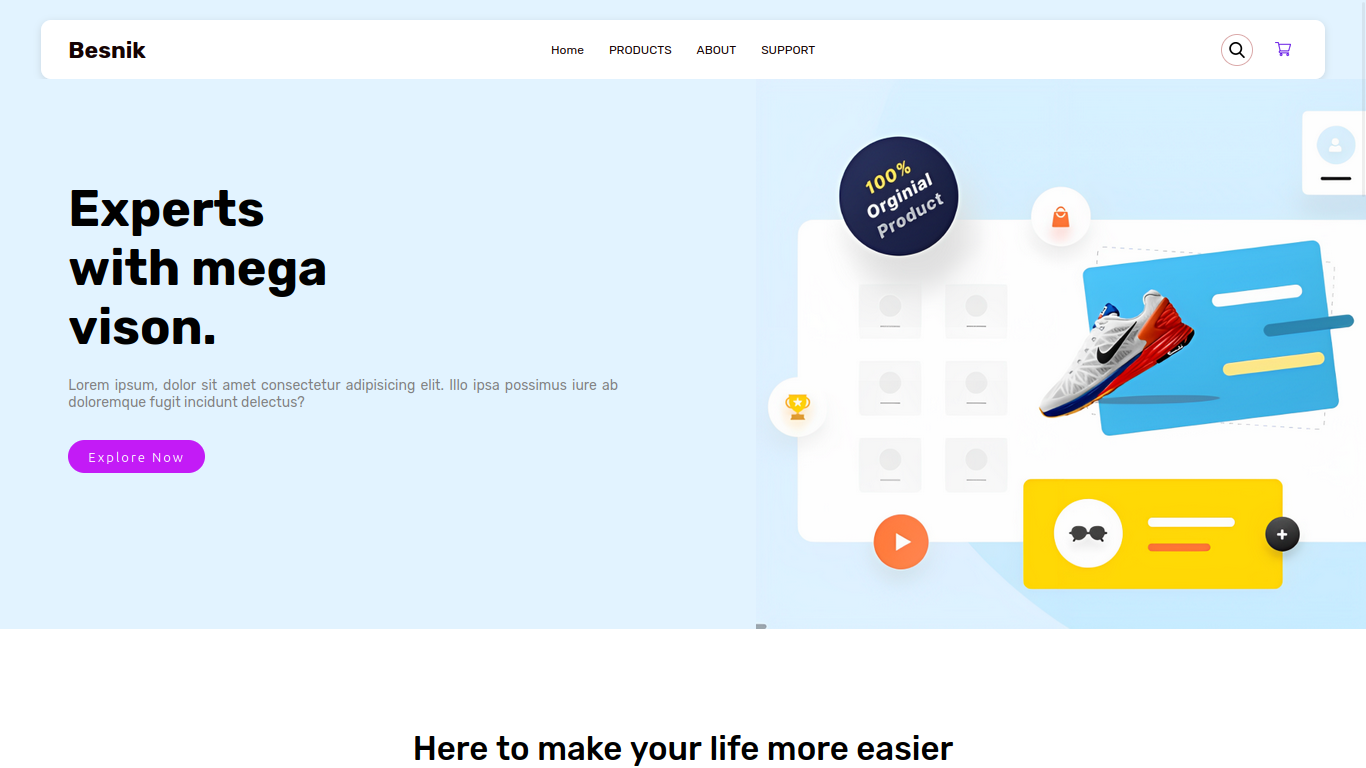 Besnik
Home PRODUCTS ABOUT SUPPORT
Experts
with mega
vison.
Lorem ipsum, dolor sit amet consectetur adipisicing elit. Illo ipsa possimus iure ab
doloremque fugit incidunt delectus?
Explore Now
100%
Orginial
Product
Here to make your life more easier